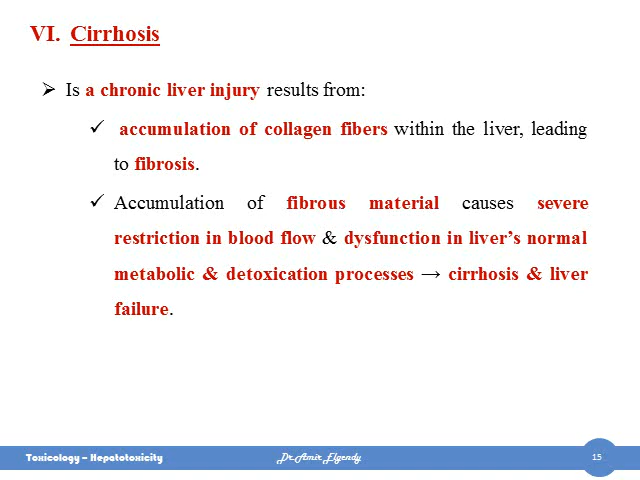 VI. Cirrhosis
➢ Is a chronic liver injury results from:
✓ accumulation of collagen fibers within the liver, leading
to fibrosis.
✓ Accumulation of fibrous material causes severe
restriction in blood flow & dysfunction in liver’s normal
metabolic & detoxication processes → cirrhosis & liver
failure.
Toxicology – Hepatotoxicity Dr. Amir Elgendy 15